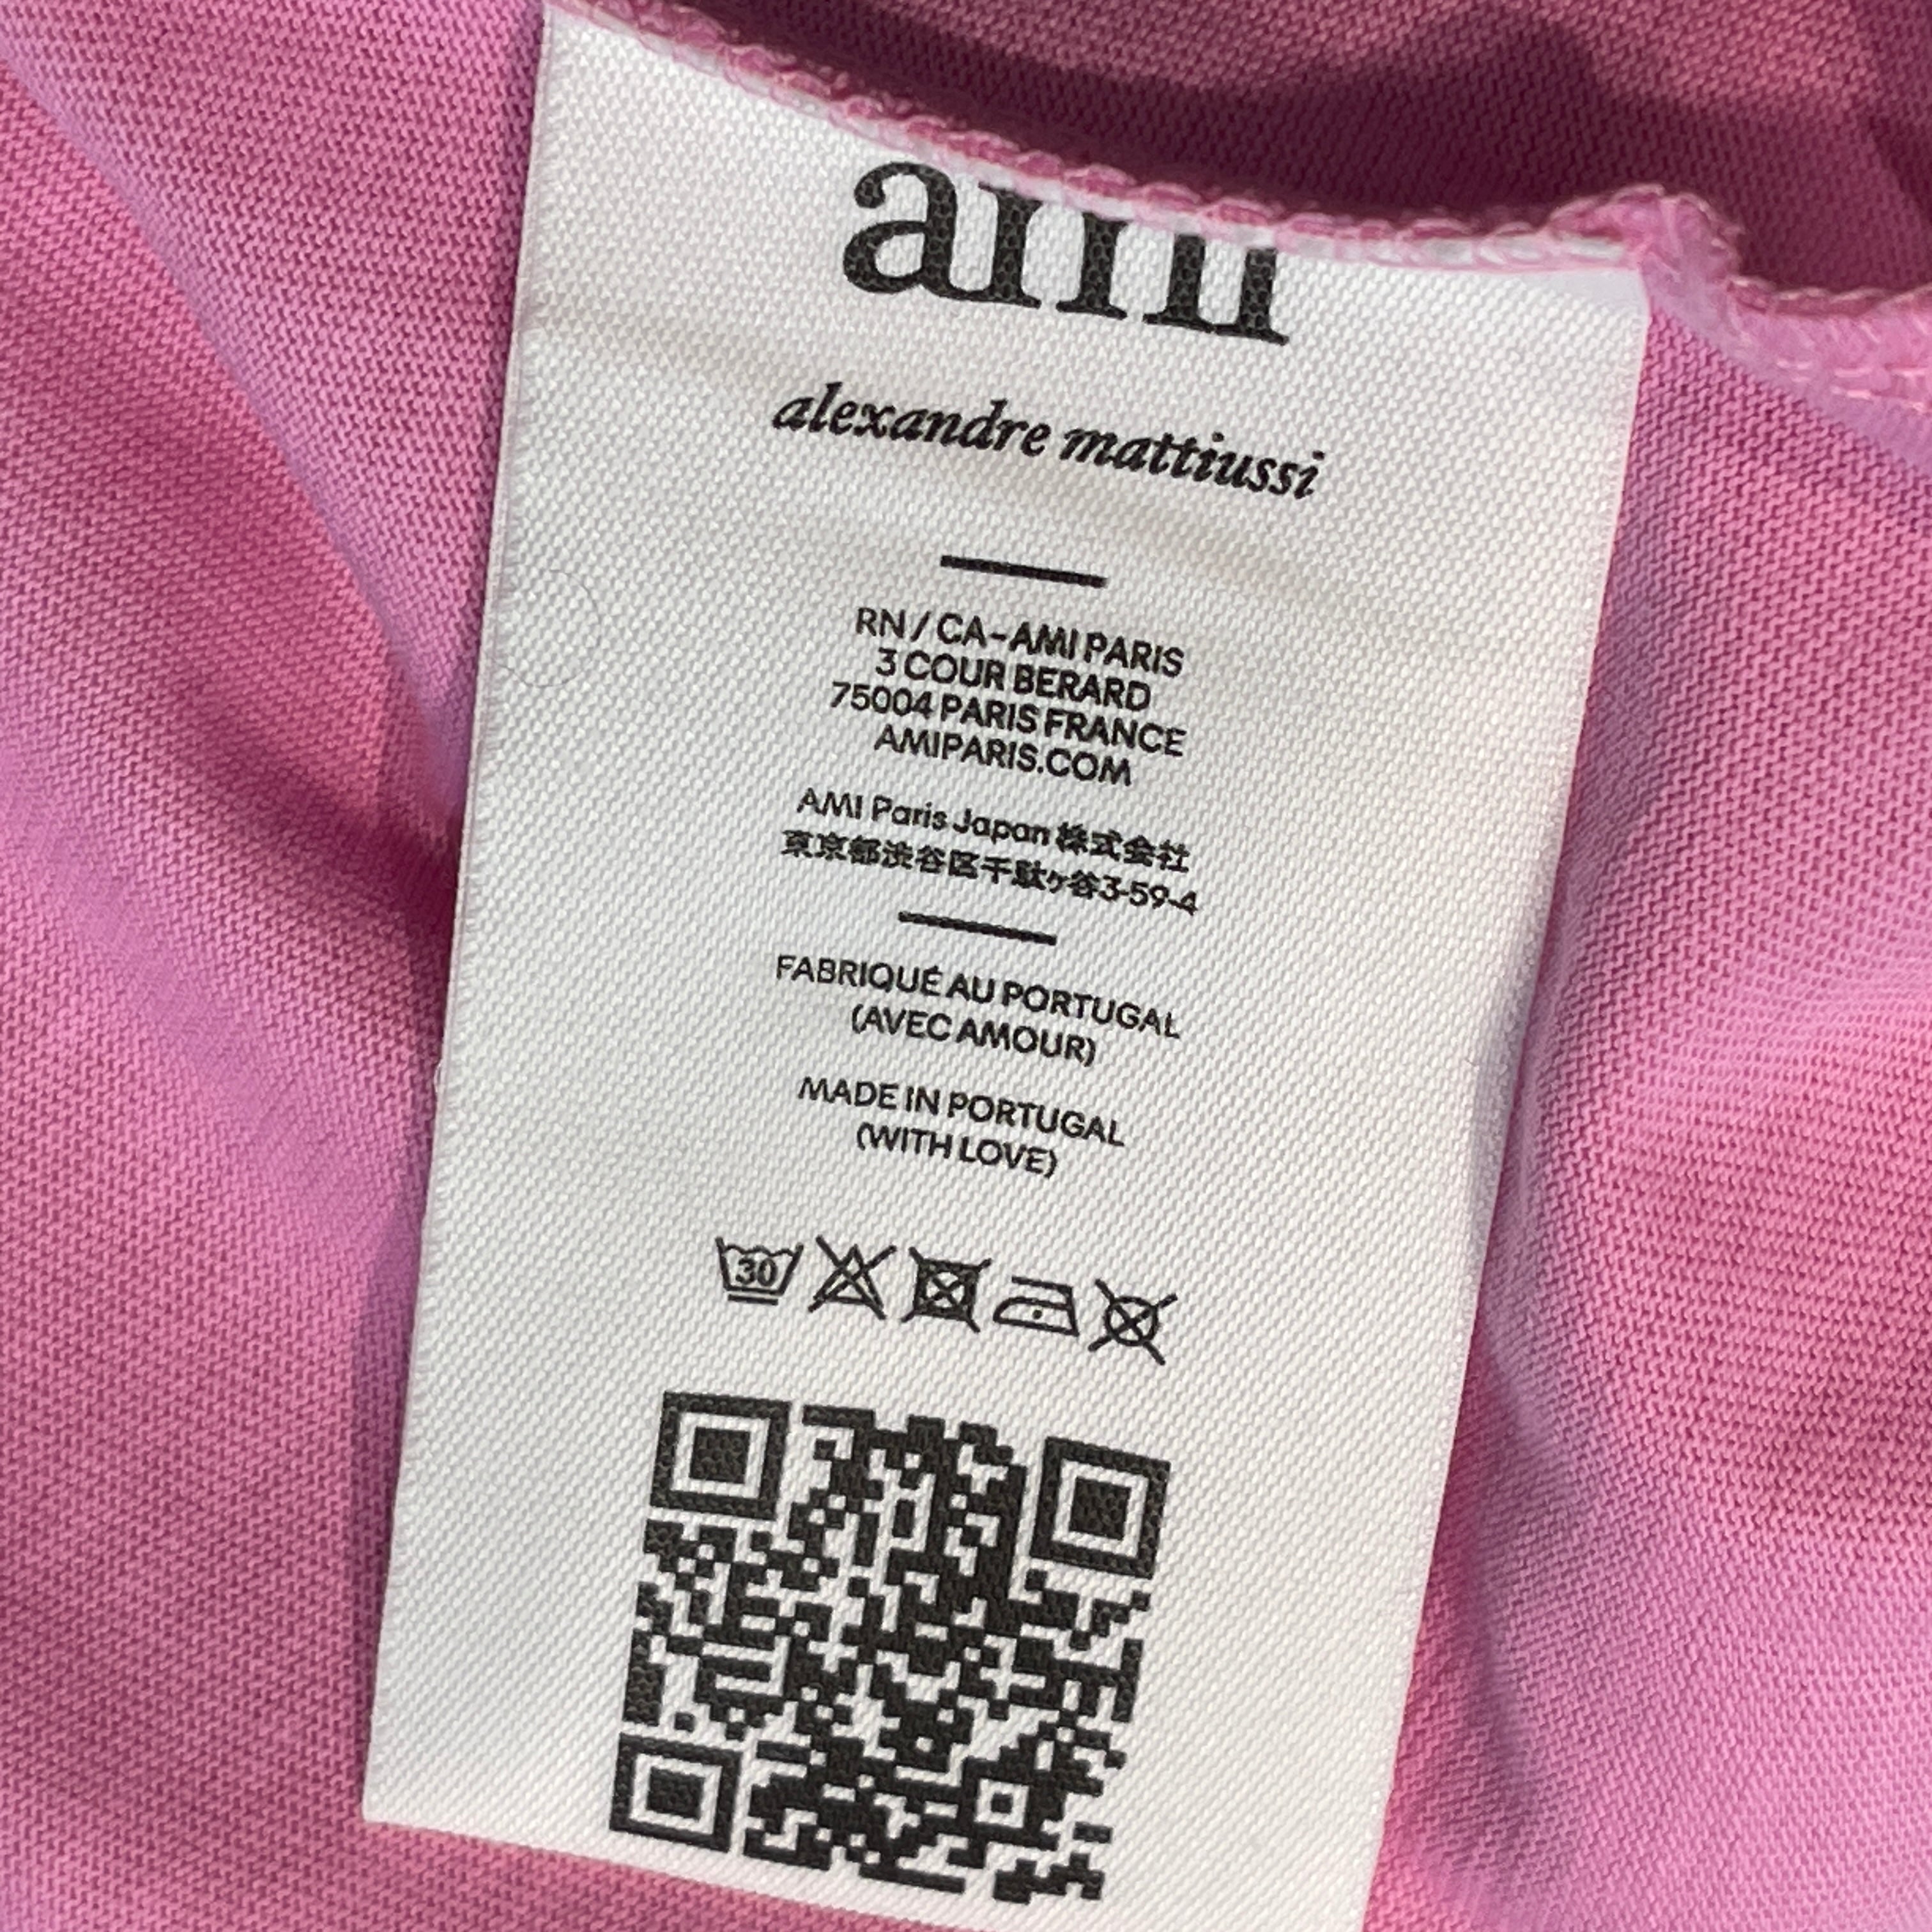 ami
alexandre mattiussi
RN / CA-AMI PARIS
3 COUR BERARD
75004 PARIS FRANCE
AMIPARIS.COM
AMI Paris Japan 株式会社
東京都渋谷区千駄ヶ谷3-59-4
FABRIQUÉ AU PORTUGAL
(AVEC AMOUR)
MADE IN PORTUGAL
(WITH LOVE)
30